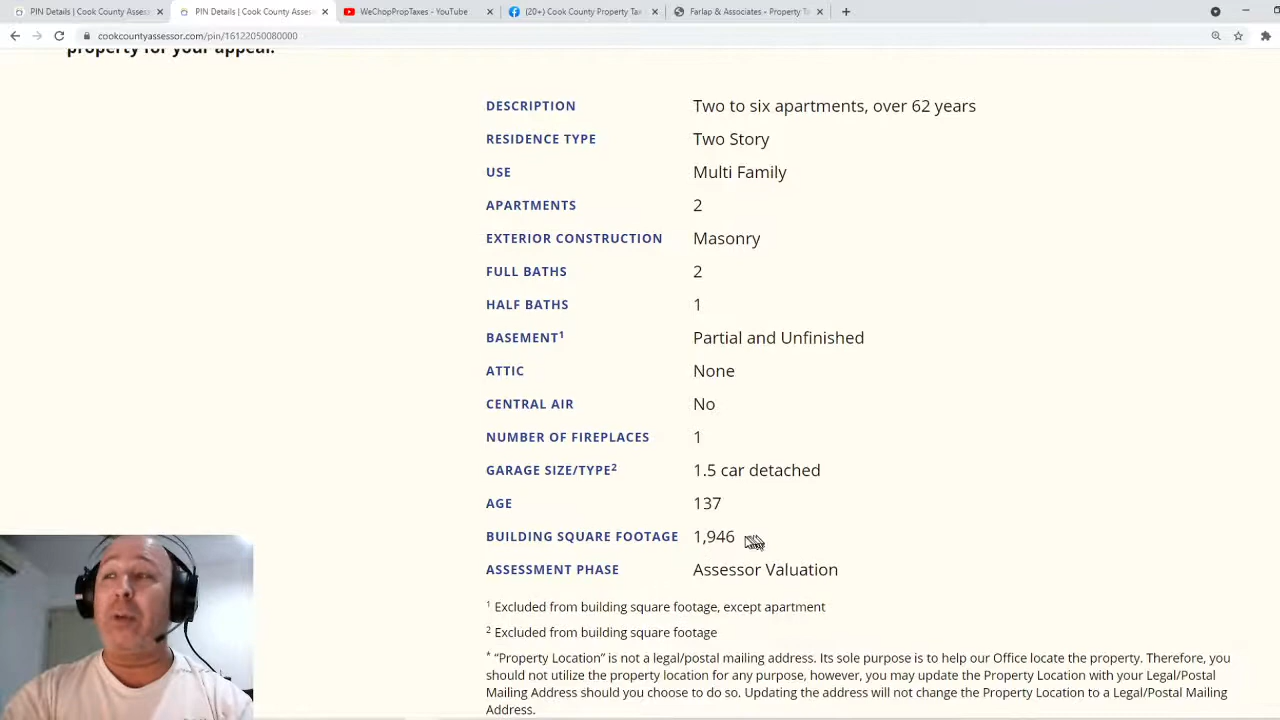 PIN Details | Cook County Assess
PIN Details | Cook County Assess
WeChopPropTaxes - YouTube
(20+) Cook County Property Tax
Farlap & Associates – Property Ta
cookcountyassessor.com/pin/16122050080000
property for your appeal.
DESCRIPTION Two to six apartments, over 62 years
RESIDENCE TYPE Two Story
USE Multi Family
APARTMENTS 2
EXTERIOR CONSTRUCTION Masonry
FULL BATHS 2
HALF BATHS 1
BASEMENT1 Partial and Unfinished
ATTIC None
CENTRAL AIR No
NUMBER OF FIREPLACES 1
GARAGE SIZE/TYPE2 1.5 car detached
AGE 137
BUILDING SQUARE FOOTAGE 1,946
ASSESSMENT PHASE Assessor Valuation
1 Excluded from building square footage, except apartment
2 Excluded from building square footage
* “Property Location” is not a legal/postal mailing address. Its sole purpose is to help our Office locate the property. Therefore, you
should not utilize the property location for any purpose, however, you may update the Property Location with your Legal/Postal
Mailing Address should you choose to do so. Updating the address will not change the Property Location to a Legal/Postal Mailing
Address.